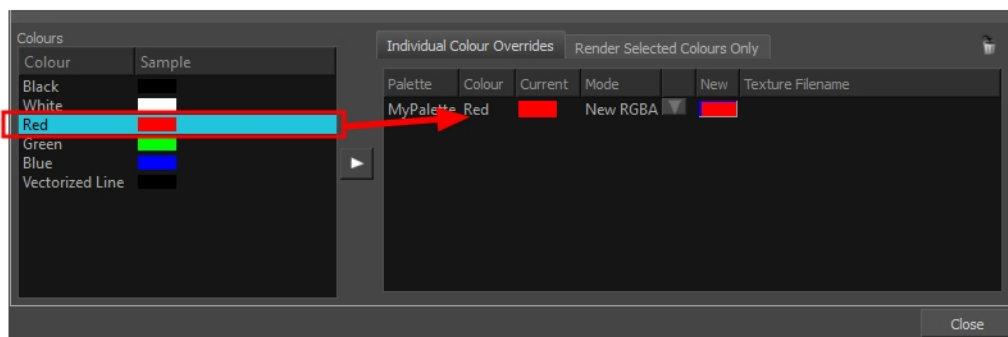 Colours
Colour Sample
Black
White
Red
Green
Blue
Vectorized Line
Individual Colour Overrides Render Selected Colours Only
Palette Colour Current Mode New Texture Filename
MyPalette Red New RGBA
Close